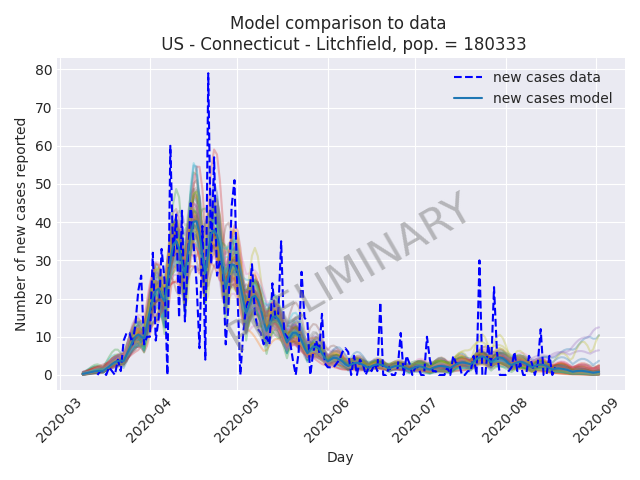 Model comparison to data
US - Connecticut - Litchfield, pop. = 180333
new cases data
new cases model
Number of new cases reported
80
70
60
50
40
30
20
10
0
2020-03
2020-04
2020-05
2020-06
2020-07
2020-08
2020-09
Day